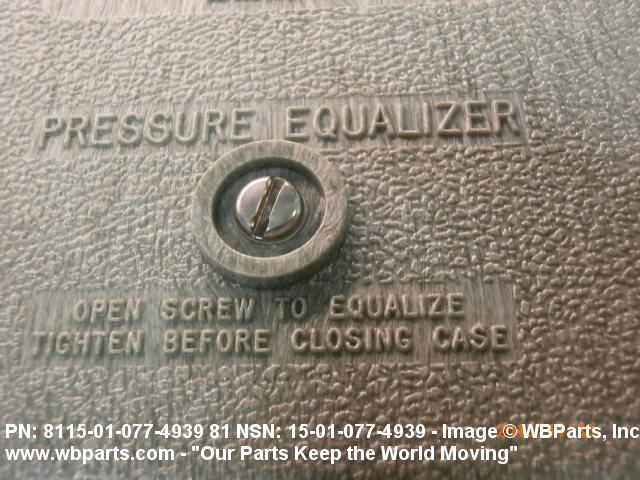 PRESSURE EQUALIZER
OPEN SCREW TO EQUALIZE
TIGHTEN BEFORE CLOSING CASE
PN: 8115-01-077-4939 81 NSN: 15-01-077-4939 - Image © WBParts, Inc
www.wbparts.com - "Our Parts Keep the World Moving"